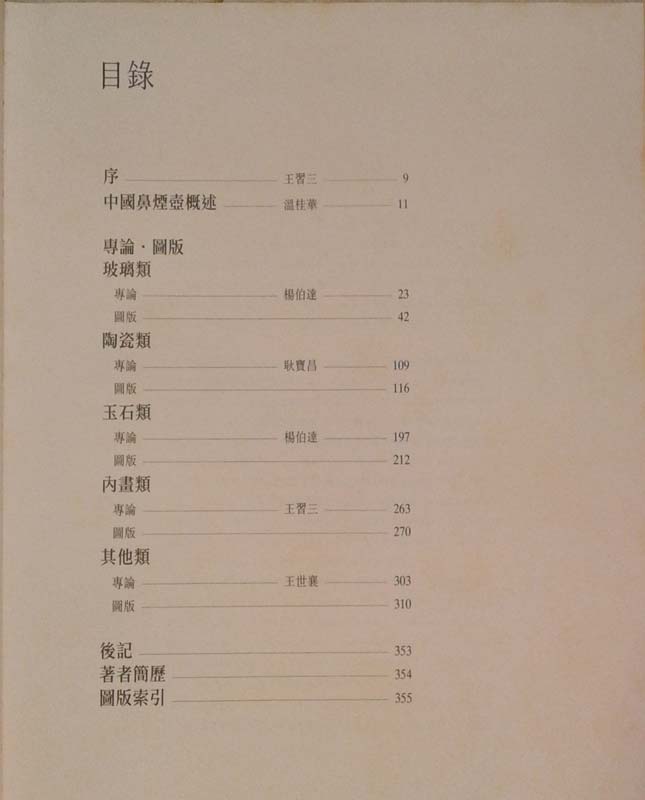 目錄
序 王習三 9
中國鼻煙壺概述 溫桂華 11
專論·圖版
玻璃類
專論 楊伯達 23
圖版 42
陶瓷類
專論 耿寶昌 109
圖版 116
玉石類
專論 楊伯達 197
圖版 212
內畫類
專論 王習三 263
圖版 270
其他類
專論 王世襄 303
圖版 310
後記 353
著者簡歷 354
圖版索引 355